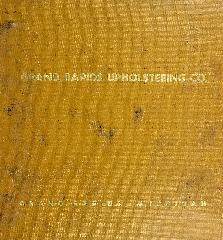 GRAND RAPIDS UPHOLSTERING CO.
GRAND RAPIDS, MICHIGAN